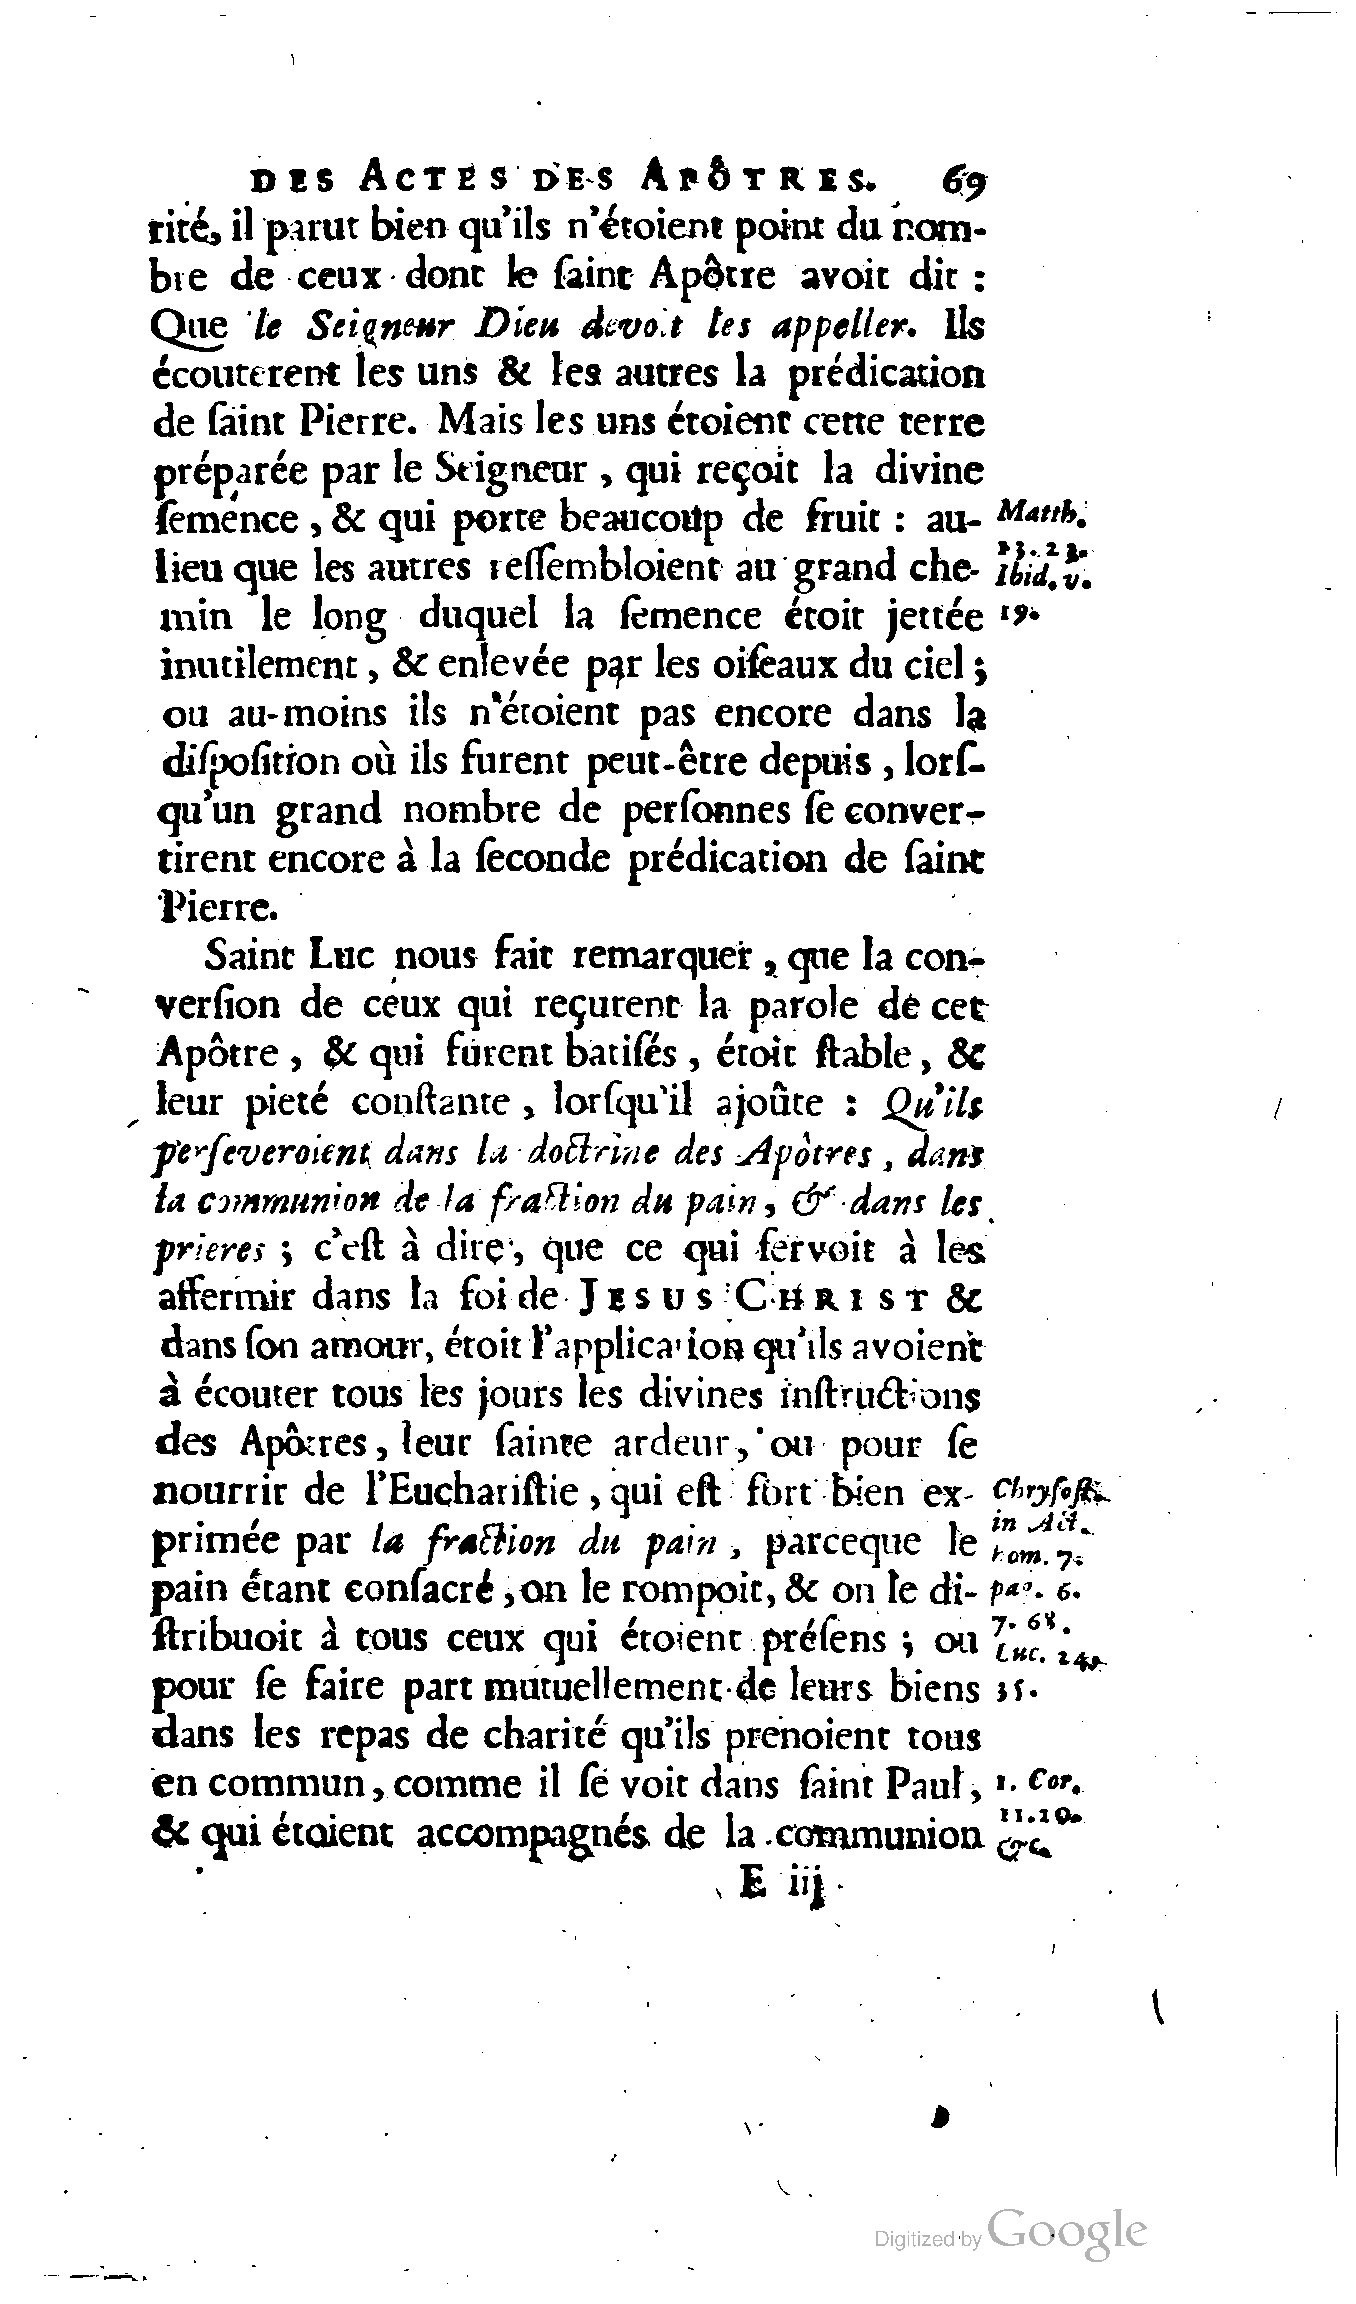 DES ACTES DES APÔTRES. 69
rité, il parut bien qu'ils n'étoient point du nom-
bre de ceux dont le ſaint Apôtre avoit dit :
Que le Seigneur Dieu devoit les appeller. Ils
écouterent les uns & les autres la prédication
de ſaint Pierre. Mais les uns étoient cette terre
préparée par le Seigneur, qui reçoit la divine
ſemence, & qui porte beaucoup de fruit : au-
lieu que les autres reſſembloient au grand che-
min le long duquel la ſemence étoit jettée
inutilement, & enlevée par les oiſeaux du ciel ;
ou au-moins ils n'étoient pas encore dans la
diſpoſition où ils furent peut-être depuis, lorſ-
qu'un grand nombre de perſonnes ſe conver-
tirent encore à la ſeconde prédication de ſaint
Pierre.
Matth.
13. 23.
Ibid. v.
19.
Saint Luc nous fait remarquer, que la con-
verſion de ceux qui reçurent la parole de cet
Apôtre, & qui furent batiſés, étoit ſtable, &
leur pieté conſtante, lorſqu'il ajoûte : Qu'ils
perſeveroient dans la doctrine des Apôtres, dans
la communion de la fraction du pain, & dans les
prieres ; c'eſt à dire, que ce qui ſervoit à les
affermir dans la foi de JESUS CHRIST &
dans ſon amour, étoit l'application qu'ils avoient
à écouter tous les jours les divines inſtructions
des Apôtres, leur ſainte ardeur, ou pour ſe
nourrir de l'Euchariſtie, qui eſt fort bien ex-
primée par la fraction du pain, parceque le
pain étant conſacré, on le rompoit, & on le di-
ſtribuoit à tous ceux qui étoient préſens ; ou
pour ſe faire part mutuellement de leurs biens
dans les repas de charité qu'ils prenoient tous
en commun, comme il ſe voit dans ſaint Paul,
& qui étoient accompagnés de la communion
Chryſoſt.
in Act.
hom. 7.
pag. 6.
7. 68.
Luc. 24.
35.
1. Cor.
11.20.
&c.
E iij
Digitized by Google